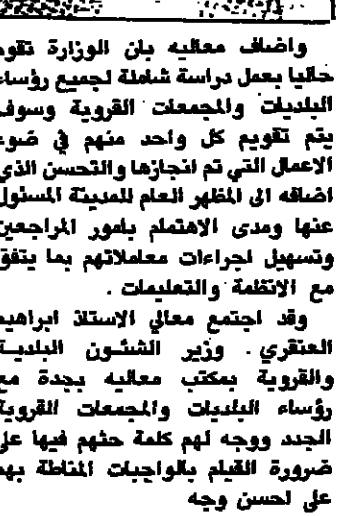 واضاف معاليه بان الوزارة تقوم
حاليا بعمل دراسة شاملة لجميع رؤساء
البلديات والمجمعات القروية وسوف
يتم تقويم كل واحد منهم في ضوء
الاعمال التي تم انجازها والتحسن الذي
اضافه الى المظهر العام للمدينة المسئول
عنها ومدى الاهتمام بامور المراجعين
وتسهيل اجراءات معاملاتهم بما يتفق
مع الانظمة والتعليمات .
وقد اجتمع معالي الاستاذ ابراهيم
العنقري . وزير الشئون البلدية
والقروية بمكتب معاليه بجدة مع
رؤساء البلديات والمجمعات القروية
الجدد ووجه لهم كلمة حثهم فيها على
ضرورة القيام بالواجبات المناطة بهم
على احسن وجه